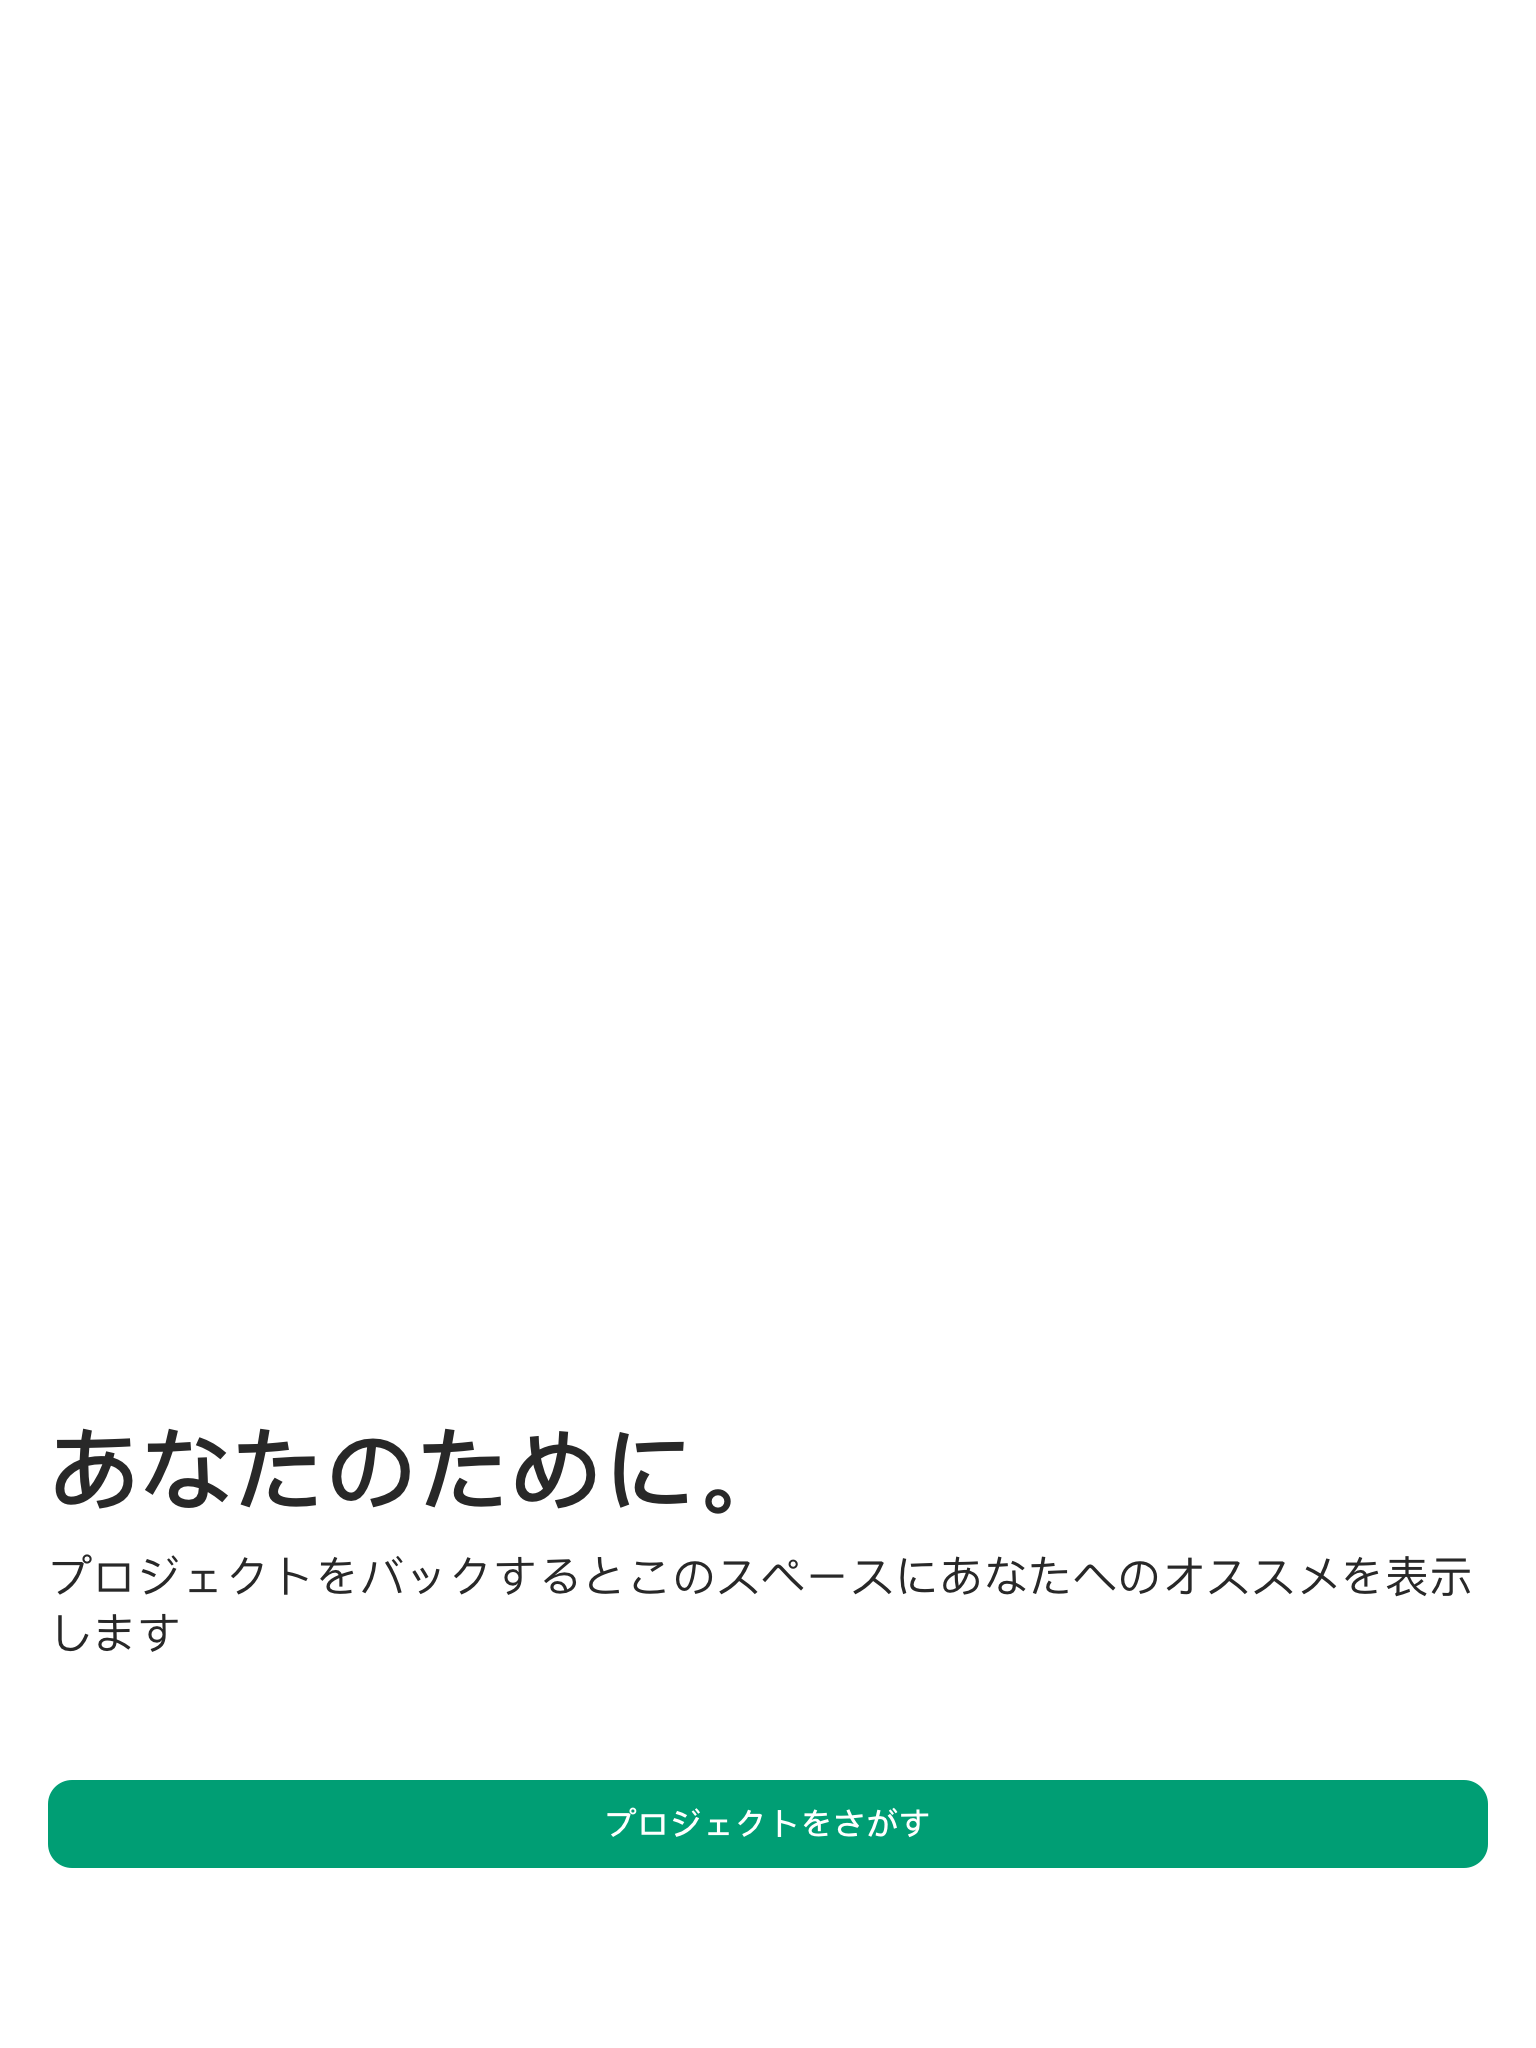 あなたのために。
プロジェクトをバックするとこのスペースにあなたへのオススメを表示
します
プロジェクトをさがす